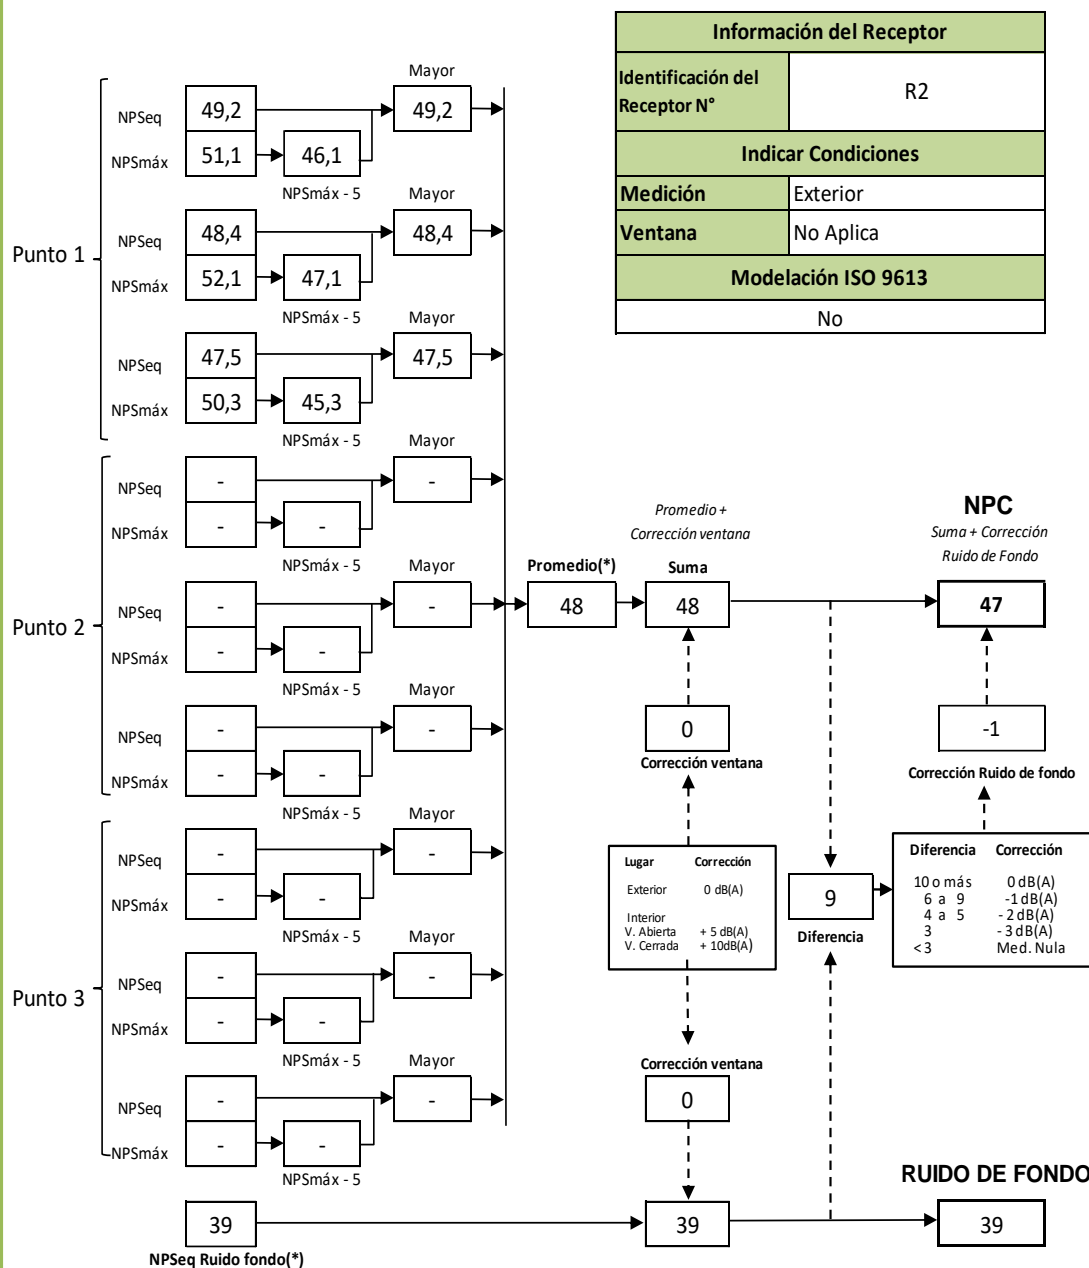 Información del Receptor
Identificación del Receptor N° R2
Indicar Condiciones
Medición Exterior
Ventana No Aplica
Modelación ISO 9613
No
Punto 1
Mayor
NPSeq 49,2 49,2
NPSmáx 51,1 46,1
NPSmáx - 5
Mayor
NPSeq 48,4 48,4
NPSmáx 52,1 47,1
NPSmáx - 5
Mayor
NPSeq 47,5 47,5
NPSmáx 50,3 45,3
NPSmáx - 5
Punto 2
Mayor
NPSeq - -
NPSmáx - -
NPSmáx - 5
Mayor
NPSeq - -
NPSmáx - -
NPSmáx - 5
Mayor
NPSeq - -
NPSmáx - -
NPSmáx - 5
Punto 3
Mayor
NPSeq - -
NPSmáx - -
NPSmáx - 5
Mayor
NPSeq - -
NPSmáx - -
NPSmáx - 5
Mayor
NPSeq - -
NPSmáx - -
NPSmáx - 5
Promedio(*)
48
Promedio +
Corrección ventana
Suma
48
0
Corrección ventana
Lugar Corrección
Exterior 0 dB(A)
Interior
V. Abierta + 5 dB(A)
V. Cerrada + 10dB(A)
Corrección ventana
0
NPC
Suma + Corrección
Ruido de Fondo
47
-1
Corrección Ruido de fondo
9
Diferencia
Diferencia Corrección
10 o más 0 dB(A)
6 a 9 -1 dB(A)
4 a 5 - 2 dB(A)
3 - 3 dB(A)
< 3 Med. Nula
39
NPSeq Ruido fondo(*)
39
RUIDO DE FONDO
39